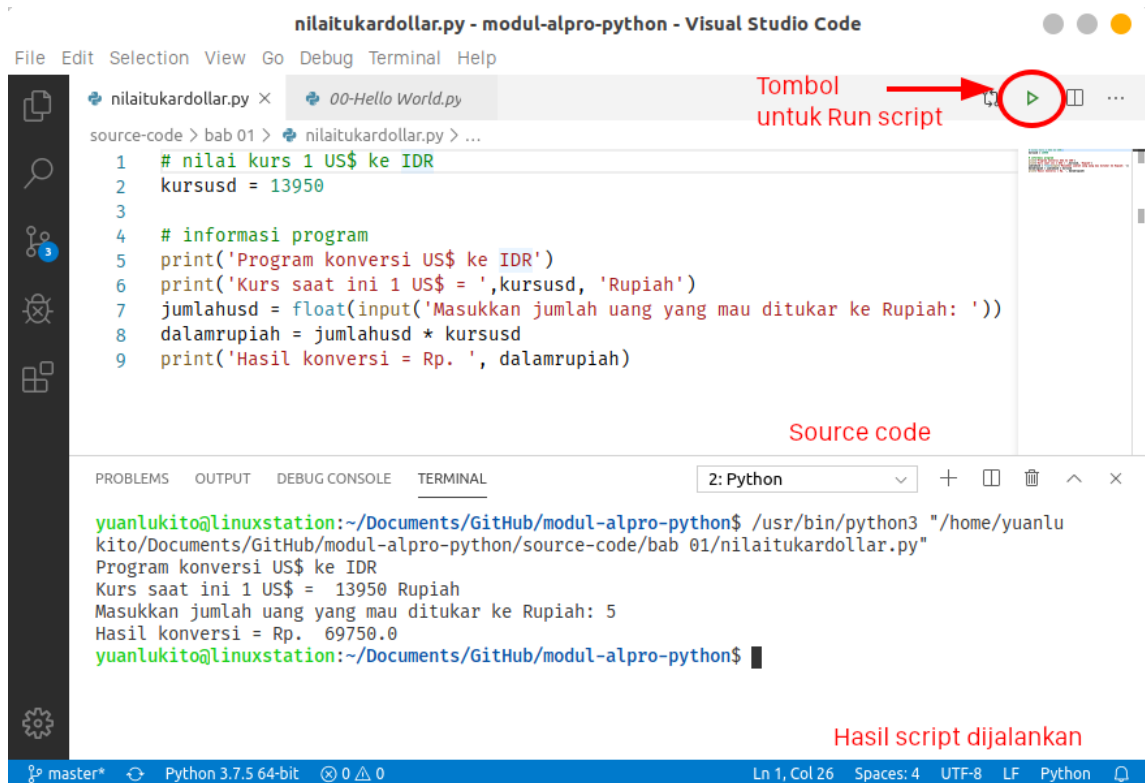 nilaitukardollar.py - modul-alpro-python - Visual Studio Code
File Edit Selection View Go Debug Terminal Help
nilaitukardollar.py
00-Hello World.py
Tombol
untuk Run script
source-code > bab 01 > nilaitukardollar.py > ...
1 # nilai kurs 1 US$ ke IDR
2 kursusd = 13950
3
4 # informasi program
5 print('Program konversi US$ ke IDR')
6 print('Kurs saat ini 1 US$ = ',kursusd, 'Rupiah')
7 jumlahusd = float(input('Masukkan jumlah uang yang mau ditukar ke Rupiah: '))
8 dalamrupiah = jumlahusd * kursusd
9 print('Hasil konversi = Rp. ', dalamrupiah)
3
Source code
PROBLEMS OUTPUT DEBUG CONSOLE TERMINAL 2: Python
yuanlukito@linuxstation:~/Documents/GitHub/modul-alpro-python$ /usr/bin/python3 "/home/yuanlu
kito/Documents/GitHub/modul-alpro-python/source-code/bab 01/nilaitukardollar.py"
Program konversi US$ ke IDR
Kurs saat ini 1 US$ =  13950 Rupiah
Masukkan jumlah uang yang mau ditukar ke Rupiah: 5
Hasil konversi = Rp.  69750.0
yuanlukito@linuxstation:~/Documents/GitHub/modul-alpro-python$
Hasil script dijalankan
master* Python 3.7.5 64-bit 0 0 Ln 1, Col 26 Spaces: 4 UTF-8 LF Python